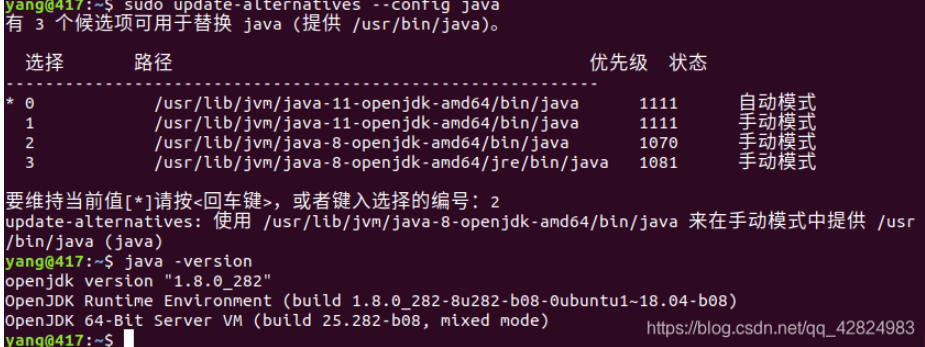 yang@417:~$ sudo update-alternatives --config java
有 3 个候选项可用于替换 java (提供 /usr/bin/java)。
选择 路径 优先级 状态
------------------------------------------------------------
* 0 /usr/lib/jvm/java-11-openjdk-amd64/bin/java 1111 自动模式
1 /usr/lib/jvm/java-11-openjdk-amd64/bin/java 1111 手动模式
2 /usr/lib/jvm/java-8-openjdk-amd64/bin/java 1070 手动模式
3 /usr/lib/jvm/java-8-openjdk-amd64/jre/bin/java 1081 手动模式
要维持当前值[*]请按<回车键>，或者键入选择的编号：2
update-alternatives: 使用 /usr/lib/jvm/java-8-openjdk-amd64/bin/java 来在手动模式中提供 /usr
/bin/java (java)
yang@417:~$ java -version
openjdk version "1.8.0_282"
OpenJDK Runtime Environment (build 1.8.0_282-8u282-b08-0ubuntu1~18.04-b08)
OpenJDK 64-Bit Server VM (build 25.282-b08, mixed mode)
yang@417:~$
https://blog.csdn.net/qq_42824983